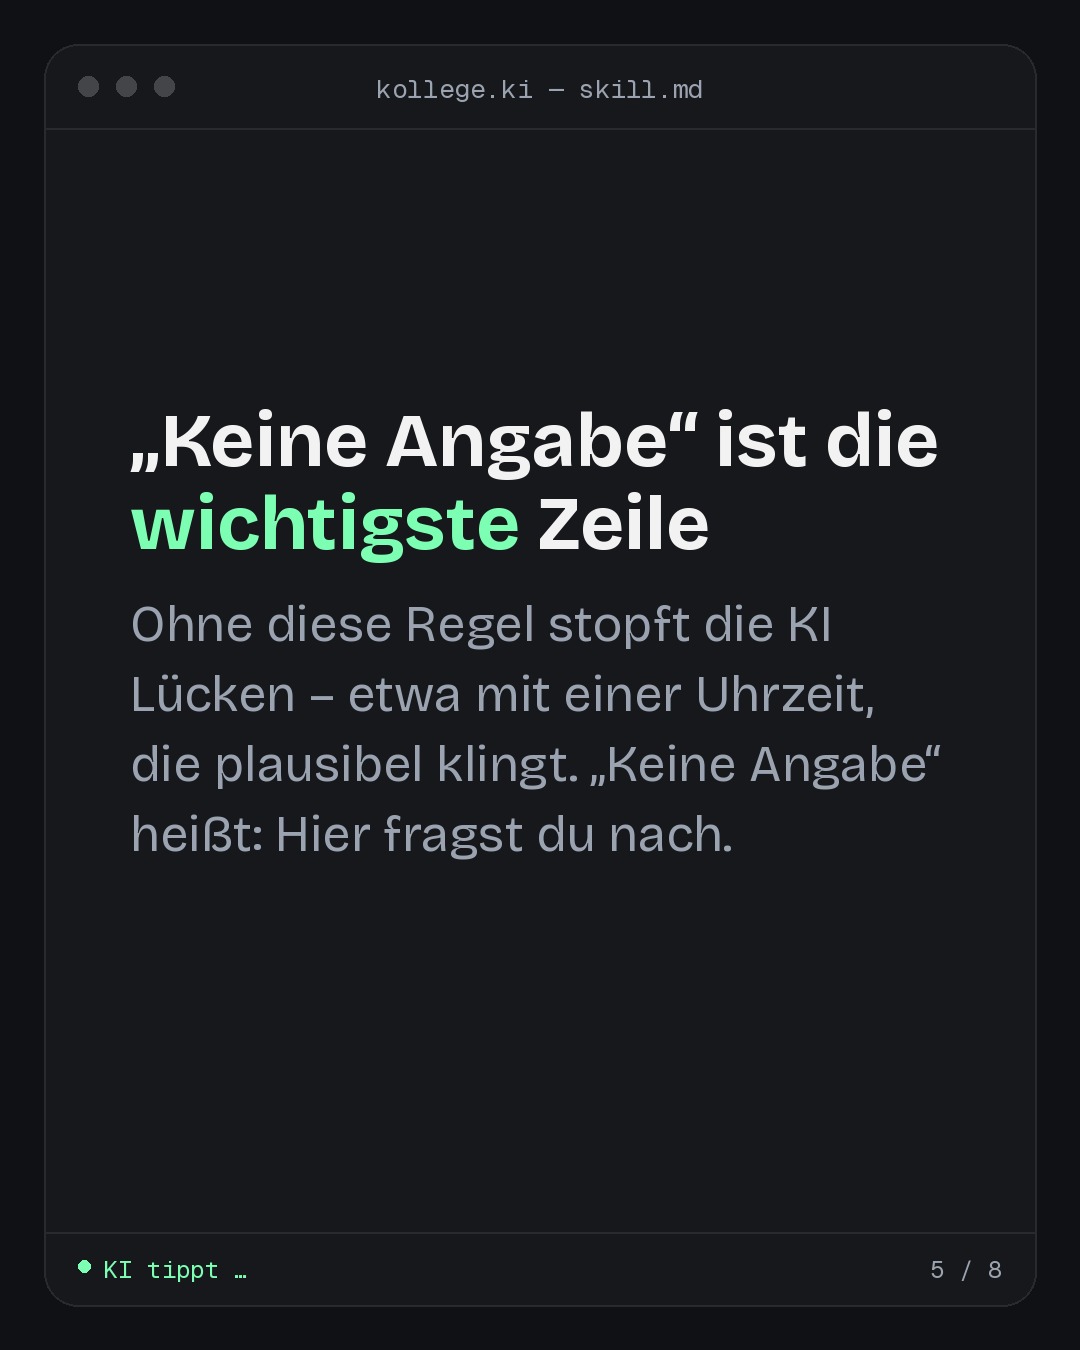 kollege.ki — skill.md
„Keine Angabe“ ist die
wichtigste Zeile
Ohne diese Regel stopft die KI
Lücken – etwa mit einer Uhrzeit,
die plausibel klingt. „Keine Angabe“
heißt: Hier fragst du nach.
KI tippt …
5 / 8